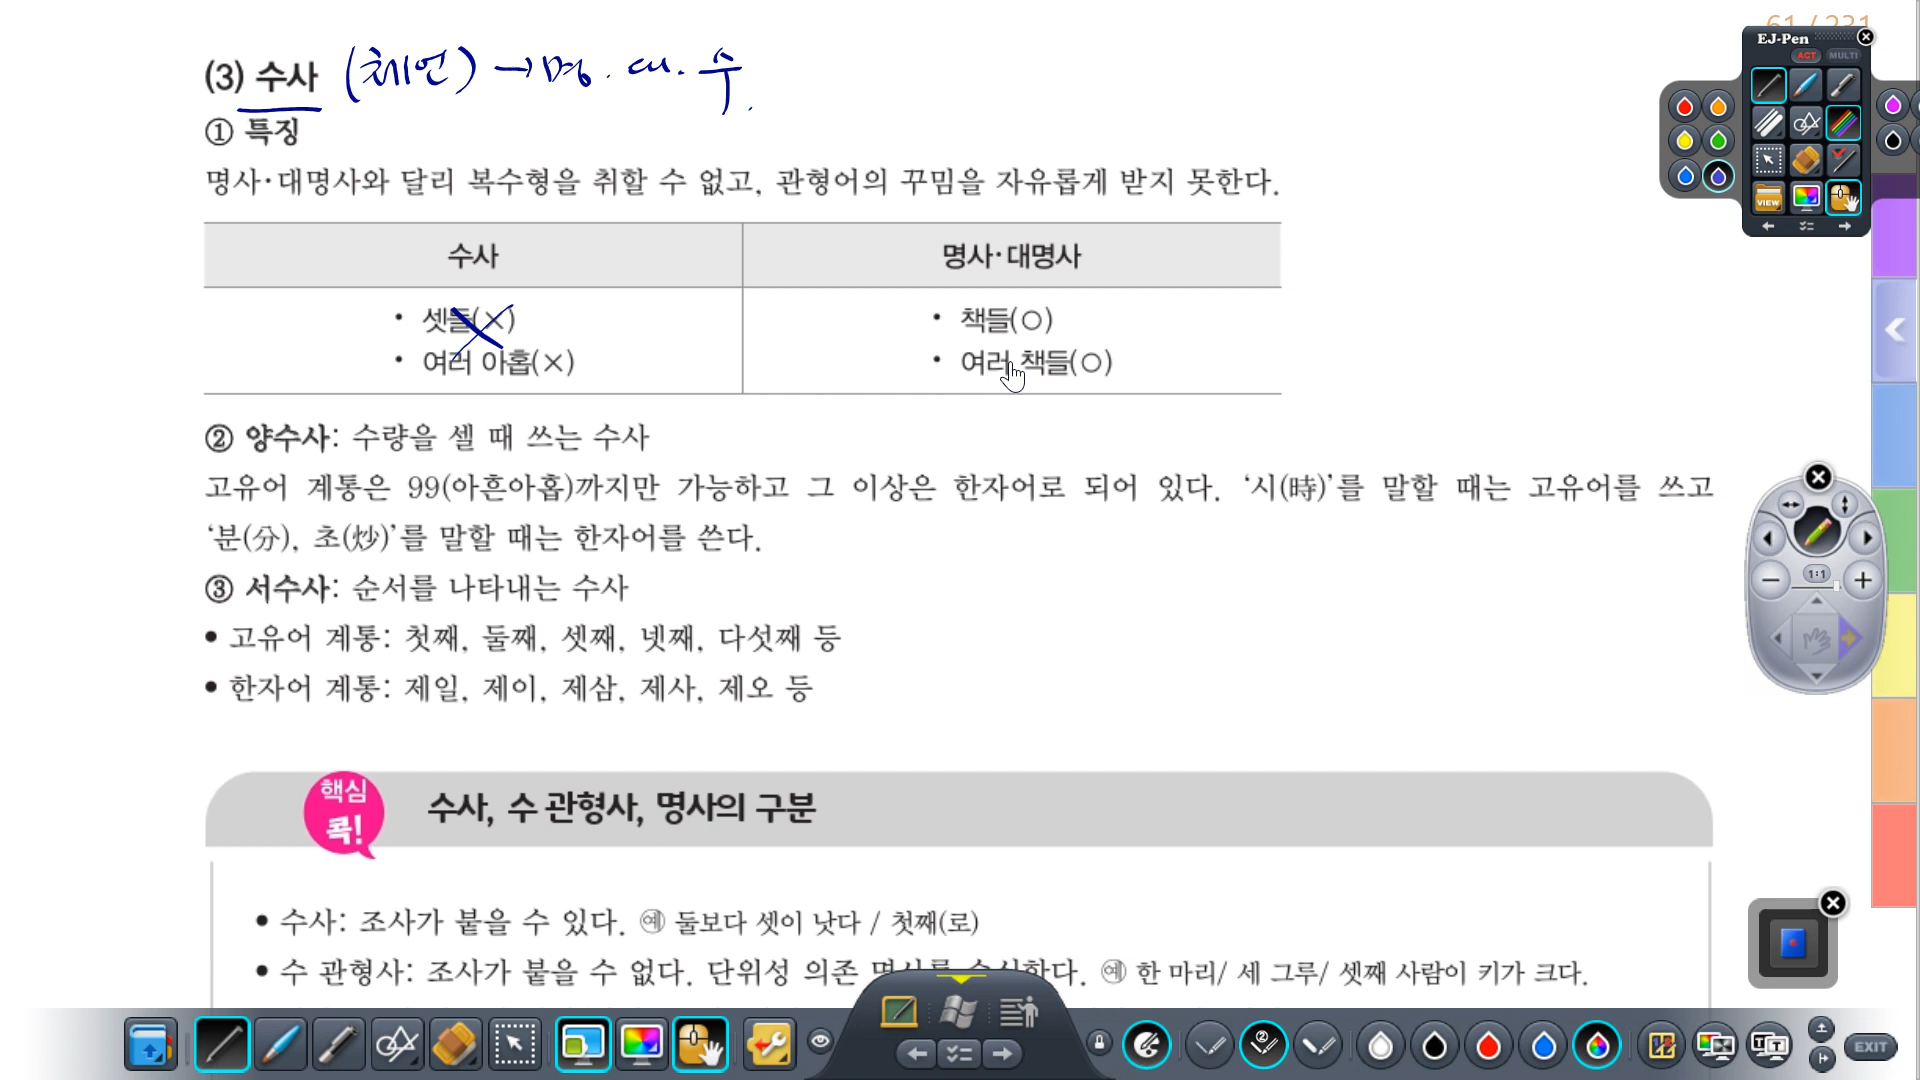 61 / 231
(3) 수사 (체언) → 명. 대. 수.
① 특징
명사·대명사와 달리 복수형을 취할 수 없고, 관형어의 꾸밈을 자유롭게 받지 못한다.
수사 명사·대명사
• 셋들(×) • 책들(○)
• 여러 아홉(×) • 여러 책들(○)
② 양수사: 수량을 셀 때 쓰는 수사
고유어 계통은 99(아흔아홉)까지만 가능하고 그 이상은 한자어로 되어 있다. ‘시(時)’를 말할 때는 고유어를 쓰고
‘분(分), 초(炒)’를 말할 때는 한자어를 쓴다.
③ 서수사: 순서를 나타내는 수사
• 고유어 계통: 첫째, 둘째, 셋째, 넷째, 다섯째 등
• 한자어 계통: 제일, 제이, 제삼, 제사, 제오 등
핵심
콕!
수사, 수 관형사, 명사의 구분
• 수사: 조사가 붙을 수 있다. 예 둘보다 셋이 낫다 / 첫째(로)
• 수 관형사: 조사가 붙을 수 없다. 단위성 의존 한다. 예 한 마리/ 세 그루/ 셋째 사람이 키가 크다.
EJ-Pen
ACT MULTI
VIEW
1:1
EXIT